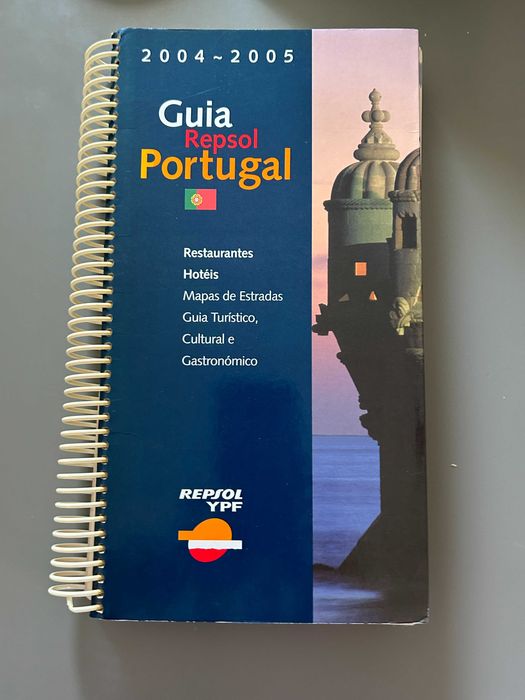 2004 ~ 2005
Guia
Repsol
Portugal
Restaurantes
Hotéis
Mapas de Estradas
Guia Turístico,
Cultural e
Gastronómico
REPSOL
YPF